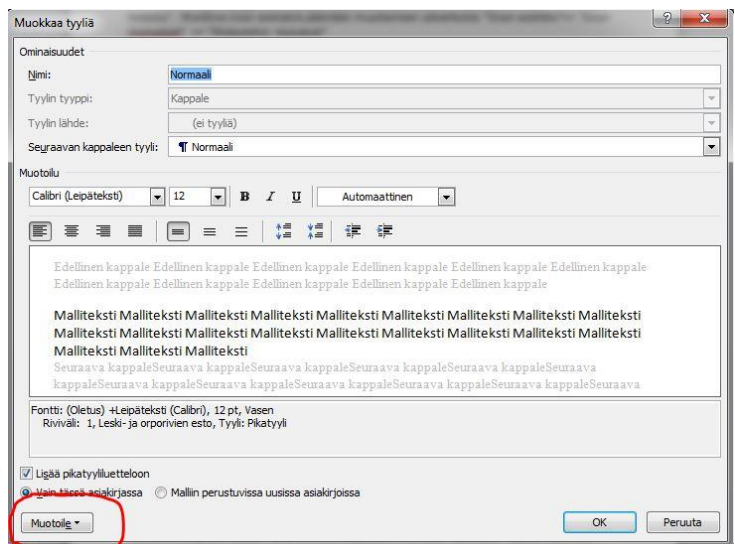 Muokkaa tyyliä
Ominaisuudet
Nimi: Normaali
Tyylin tyyppi: Kappale
Tyylin lähde: (ei tyyliä)
Seuraavan kappaleen tyyli: ¶ Normaali
Muotoilu
Calibri (Leipäteksti) 12 B I U Automaattinen
Edellinen kappale Edellinen kappale Edellinen kappale Edellinen kappale Edellinen kappale Edellinen kappale
Edellinen kappale Edellinen kappale Edellinen kappale Edellinen kappale Edellinen kappale
Malliteksti Malliteksti Malliteksti Malliteksti Malliteksti Malliteksti Malliteksti Malliteksti Malliteksti
Malliteksti Malliteksti Malliteksti Malliteksti Malliteksti Malliteksti Malliteksti Malliteksti Malliteksti
Malliteksti Malliteksti Malliteksti
Seuraava kappaleSeuraava kappaleSeuraava kappaleSeuraava kappaleSeuraava
kappaleSeuraava kappaleSeuraava kappaleSeuraava kappaleSeuraava kappaleSeuraava
Fontti: (Oletus) +Leipäteksti (Calibri), 12 pt, Vasen
Riviväli: 1, Leski- ja orporivien esto, Tyyli: Pikatyyli
Lisää pikatyyliluetteloon
Vain tässä asiakirjassa Malliin perustuvissa uusissa asiakirjoissa
Muotoile OK Peruuta